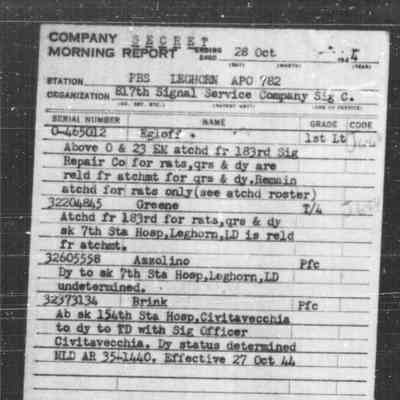 COMPANY SECRET
MORNING REPORT ENDING 28 Oct 194
(DAY) (MONTH) (YEAR)
STATION PBS LEGHORN APO 782
ORGANIZATION 817th Signal Service Company Sig C.
SERIAL NUMBER NAME GRADE CODE
O-465012 Egloff * 1st Lt
Above O & 23 EM atchd fr 183rd Sig
Repair Co for rats,qrs & dy are
reld fr atchmt for qrs & dy.Remain
atchd for rats only(see atchd roster)
32204845 Greene T/4
Atchd fr 183rd for rats,qrs & dy
sk 7th Sta Hosp,Leghorn,LD is reld
fr atchmt.
32605558 Azzolino Pfc
Dy to sk 7th Sta Hosp,Leghorn,LD
undetermined.
32373134 Brink Pfc
Ab sk 154th Sta Hosp,Civitavecchia
to dy to TD with Sig Officer
Civitavecchia. Dy status determined
NLD AR 35-1440. Effective 27 Oct 44